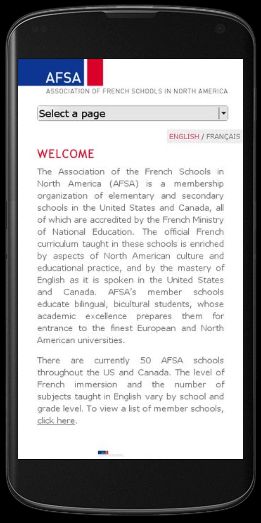 AFSA
ASSOCIATION OF FRENCH SCHOOLS IN NORTH AMERICA
Select a page
ENGLISH / FRANÇAIS
WELCOME
The Association of the French Schools in
North America (AFSA) is a membership
organization of elementary and secondary
schools in the United States and Canada, all
of which are accredited by the French Ministry
of National Education. The official French
curriculum taught in these schools is enriched
by aspects of North American culture and
educational practice, and by the mastery of
English as it is spoken in the United States
and Canada. AFSA's member schools
educate bilingual, bicultural students, whose
academic excellence prepares them for
entrance to the finest European and North
American universities.
There are currently 50 AFSA schools
throughout the US and Canada. The level of
French immersion and the number of
subjects taught in English vary by school and
grade level. To view a list of member schools,
click here.